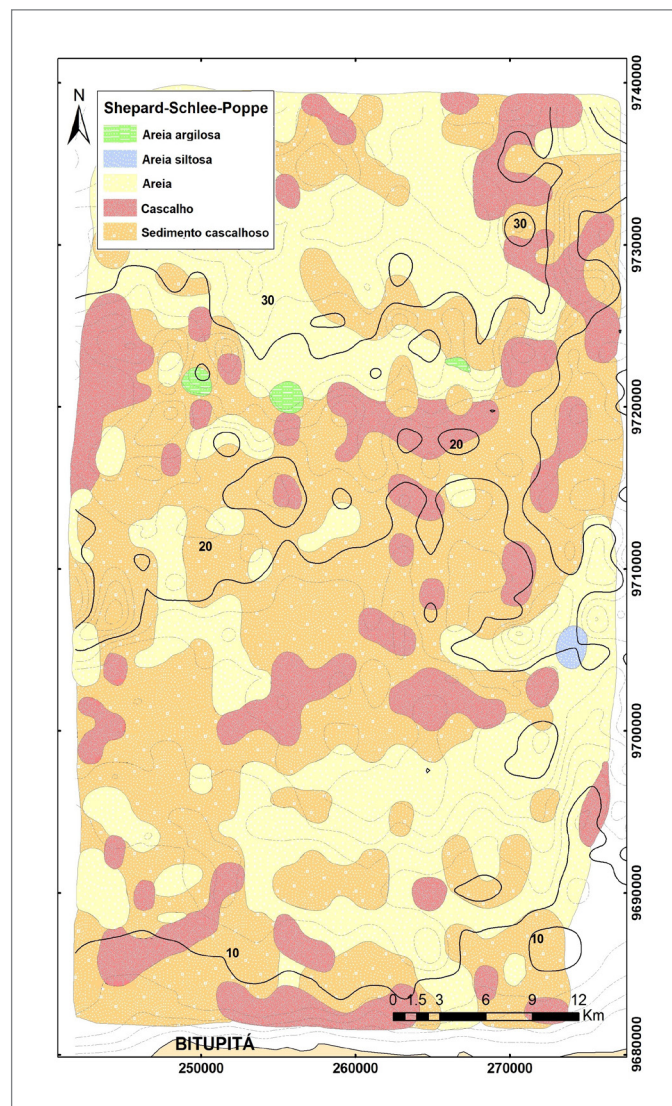 N
Shepard-Schlee-Poppe
Areia argilosa
Areia siltosa
Areia
Cascalho
Sedimento cascalhoso
9740000
30
9730000
30
9720000
20
20
9710000
9700000
9690000
10
10
0 1.5 3 6 9 12
Km
BITUPITÁ
9680000
250000 260000 270000